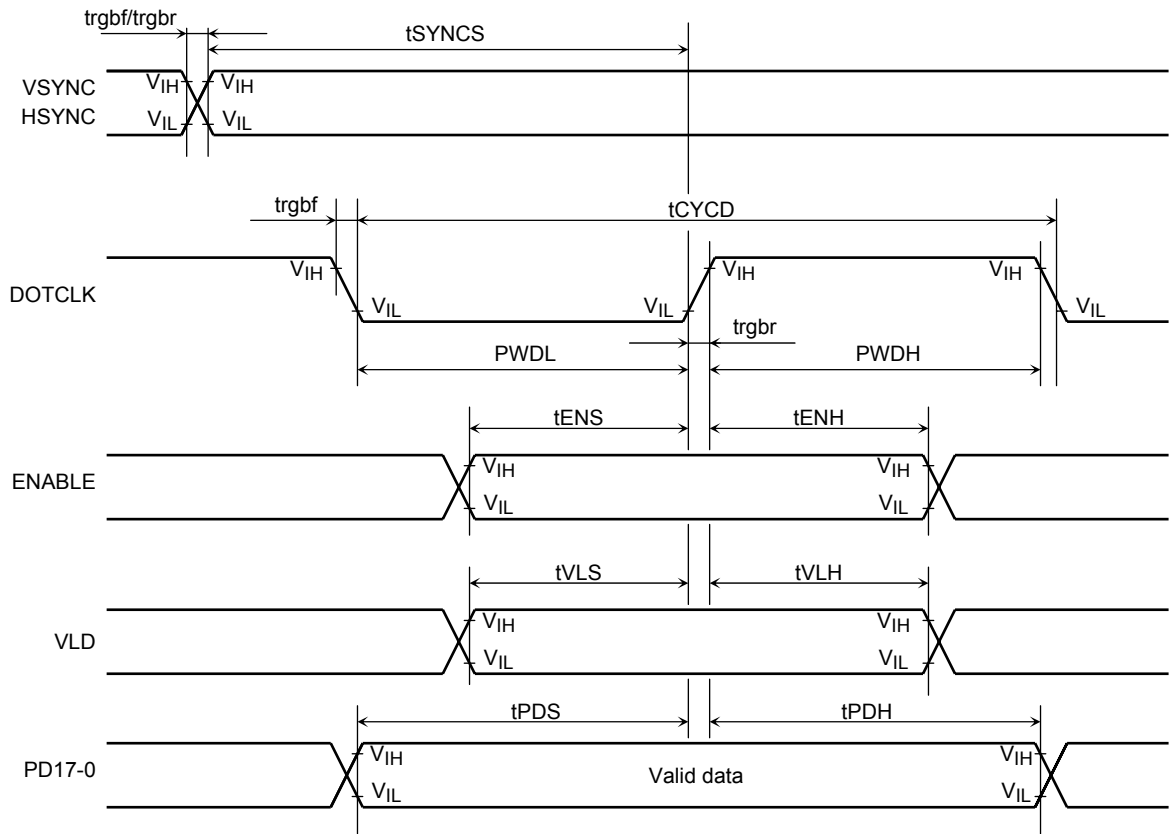 trgbf/trgbr
tSYNCS
VSYNC
HSYNC
VIH VIH
VIL VIL
trgbf
tCYCD
DOTCLK
VIH VIH VIH
VIL VIL VIL
trgbr
PWDL PWDH
tENS tENH
ENABLE
VIH VIH
VIL VIL
tVLS tVLH
VLD
VIH VIH
VIL VIL
tPDS tPDH
PD17-0
VIH VIH
Valid data
VIL VIL